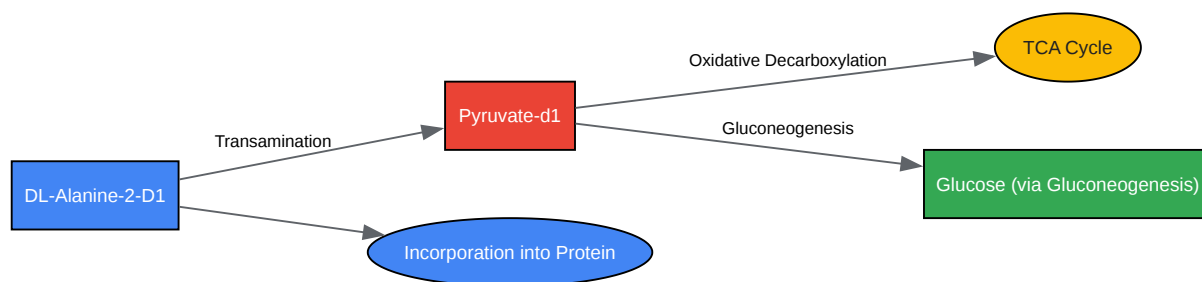 TCA Cycle
Oxidative Decarboxylation
Pyruvate-d1
Gluconeogenesis
Transamination
Glucose (via Gluconeogenesis)
DL-Alanine-2-D1
Incorporation into Protein